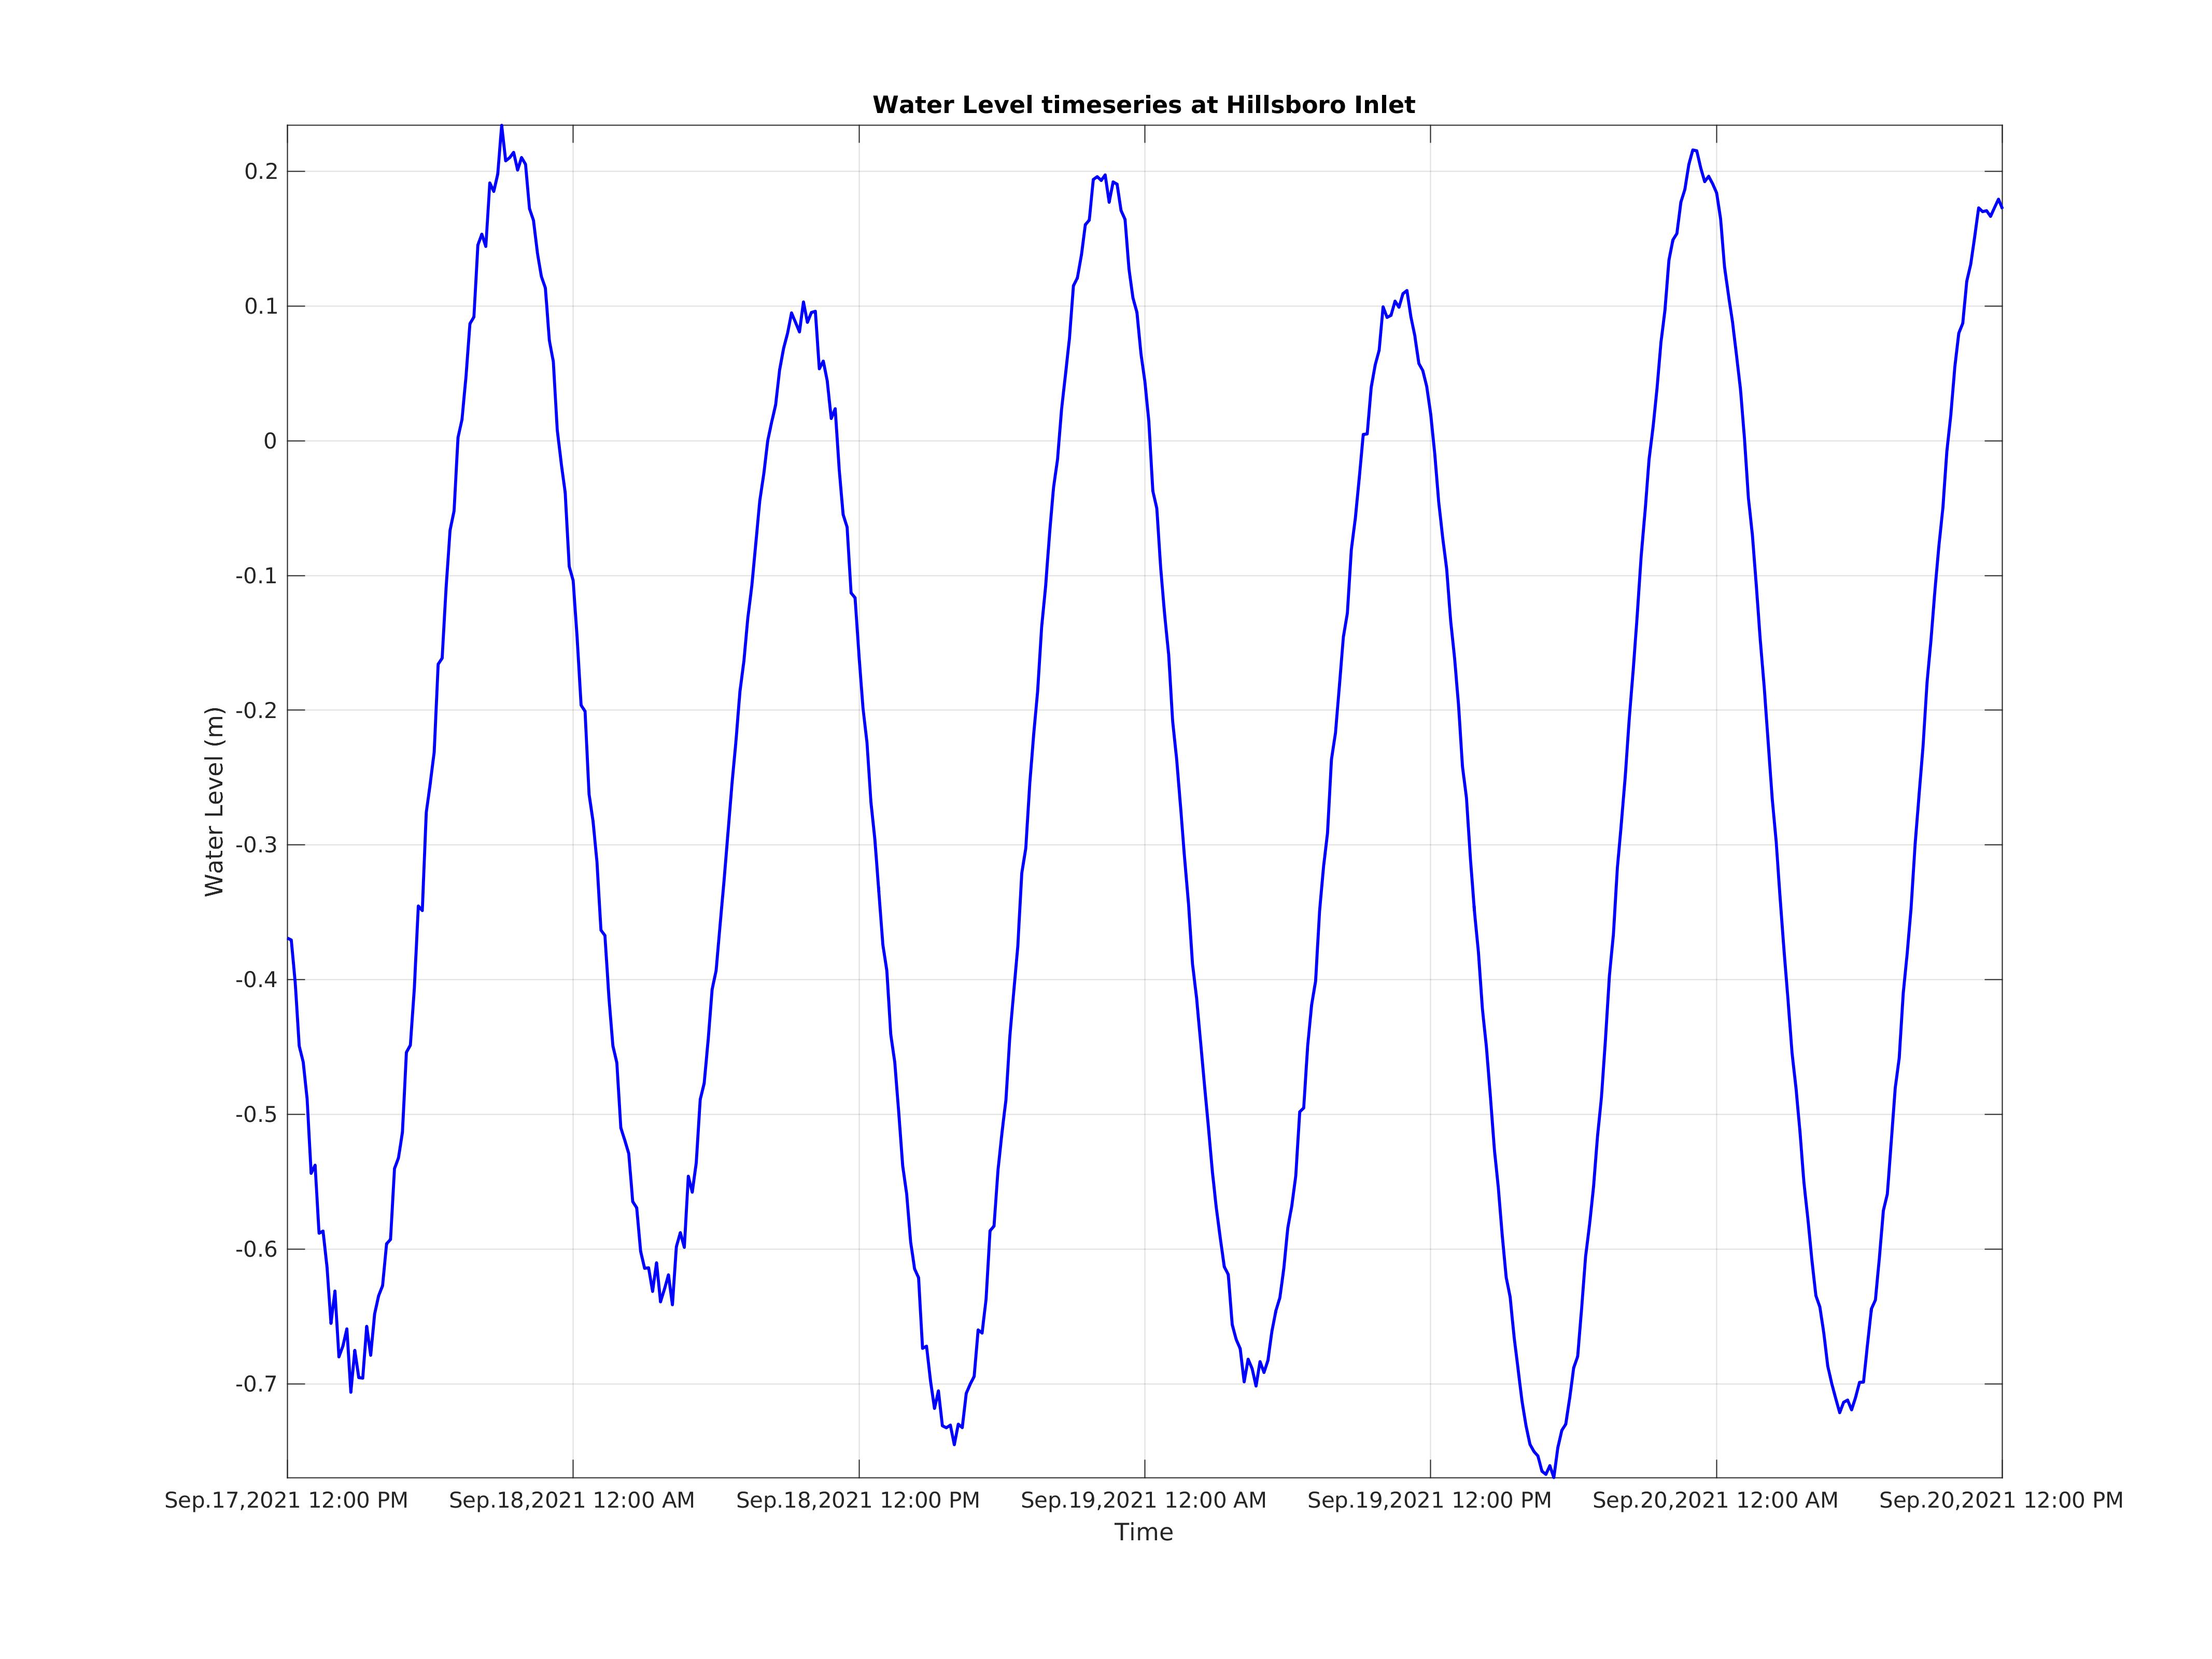 Water Level timeseries at Hillsboro Inlet
Water Level (m)
0.2
0.1
0
-0.1
-0.2
-0.3
-0.4
-0.5
-0.6
-0.7
Sep.17,2021 12:00 PM
Sep.18,2021 12:00 AM
Sep.18,2021 12:00 PM
Sep.19,2021 12:00 AM
Sep.19,2021 12:00 PM
Sep.20,2021 12:00 AM
Sep.20,2021 12:00 PM
Time